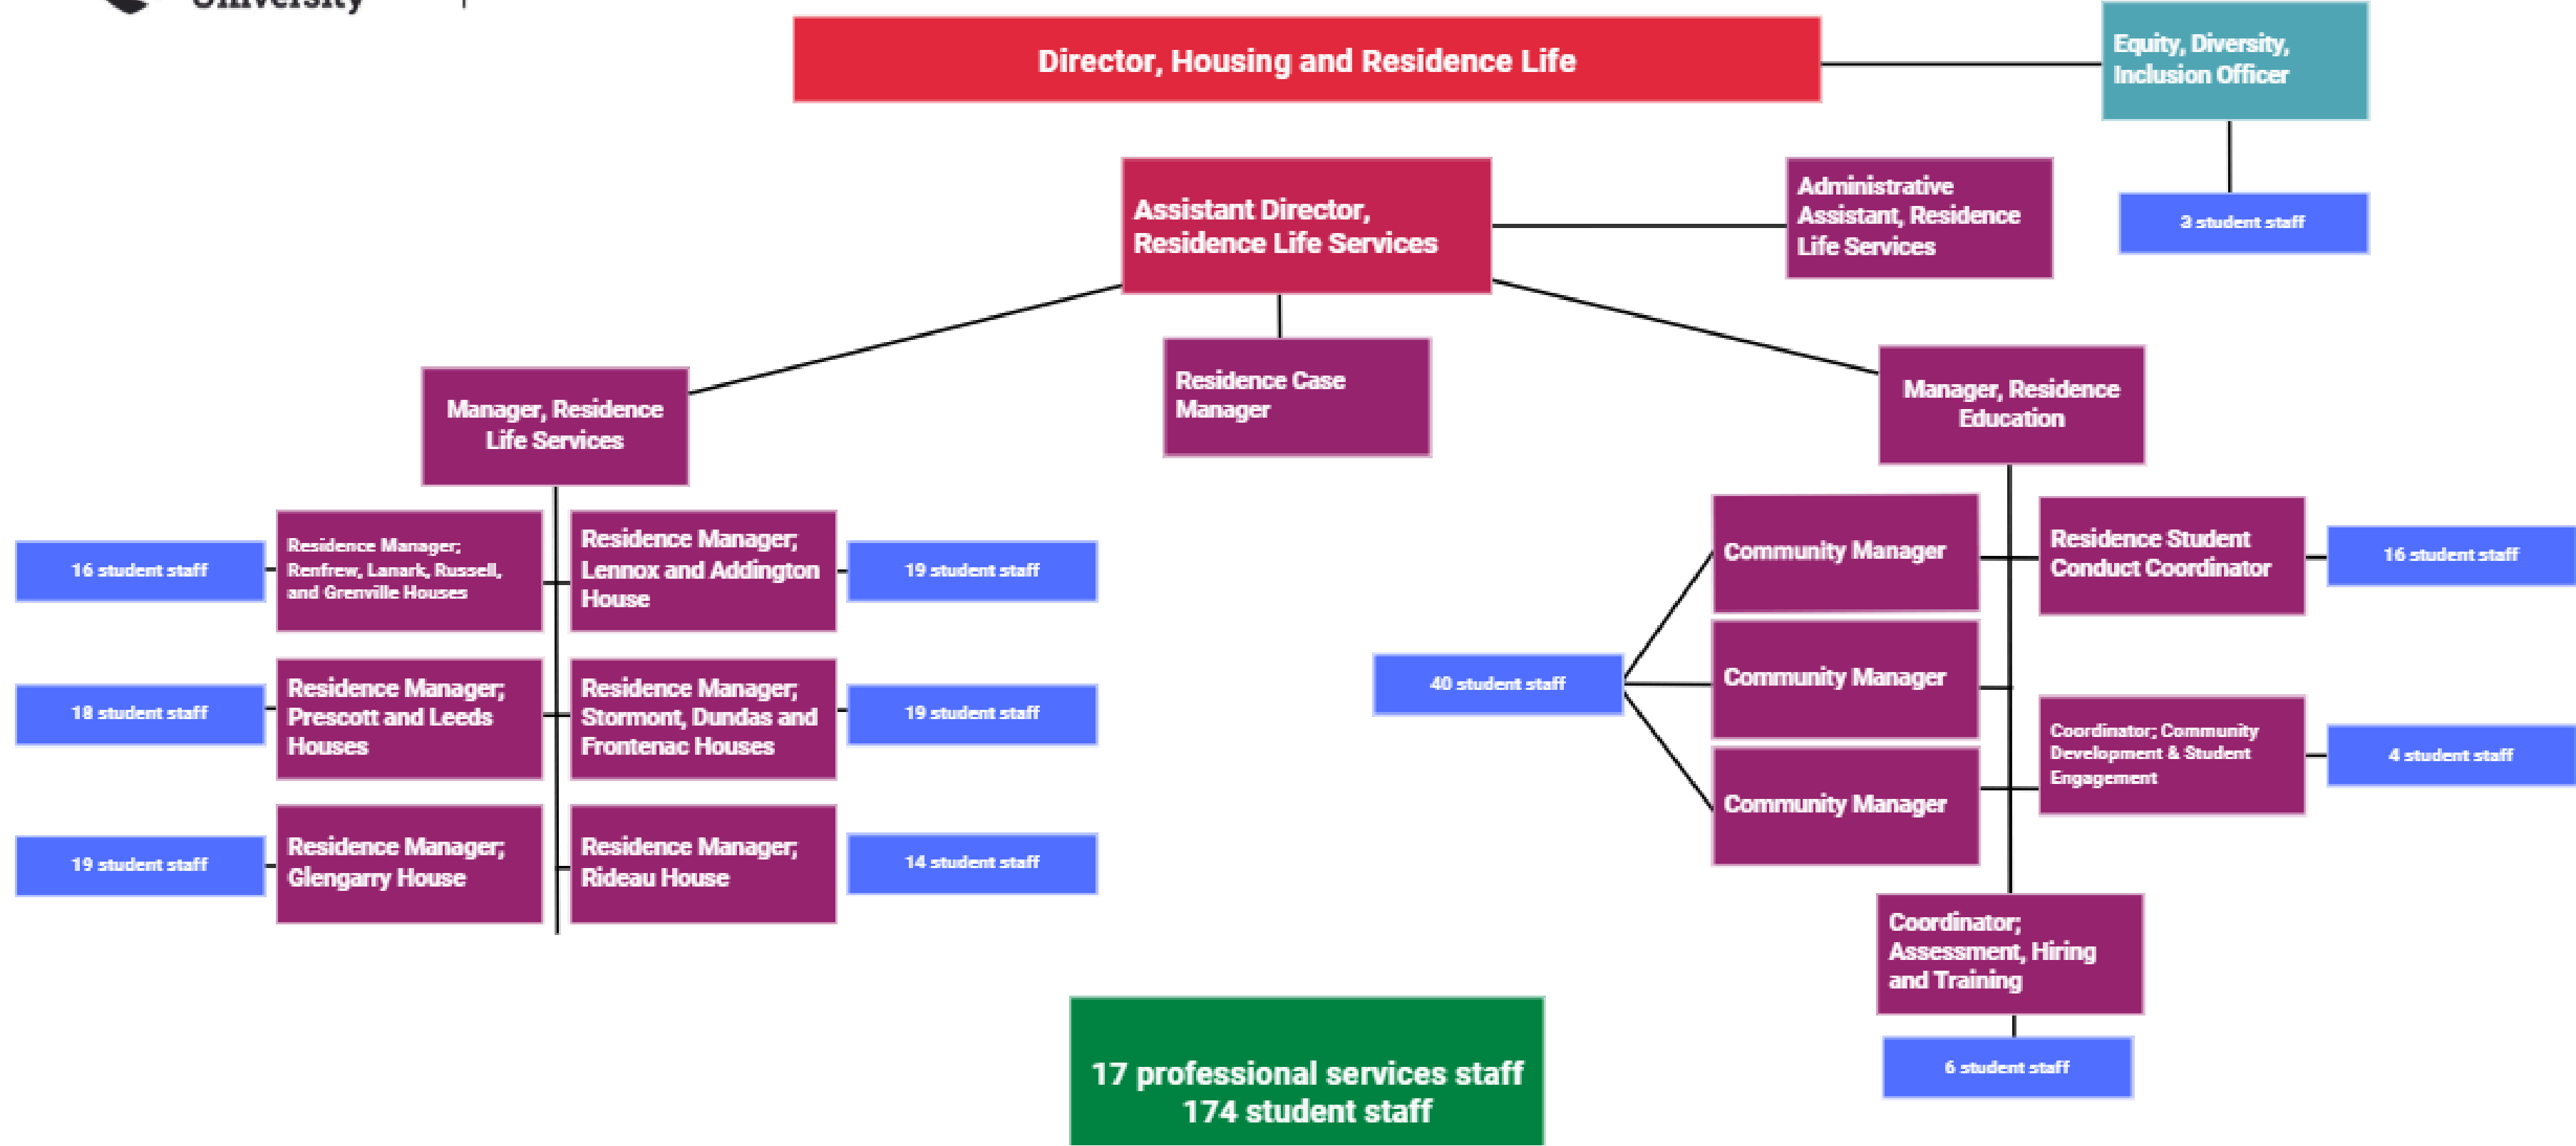 University
Director, Housing and Residence Life
Equity, Diversity,
Inclusion Officer
3 student staff
Assistant Director,
Residence Life Services
Administrative
Assistant, Residence
Life Services
Manager, Residence
Life Services
Residence Case
Manager
Manager, Residence
Education
16 student staff
Residence Manager;
Renfrew, Lanark, Russell,
and Grenville Houses
Residence Manager;
Lennox and Addington
House
19 student staff
18 student staff
Residence Manager;
Prescott and Leeds
Houses
Residence Manager;
Stormont, Dundas and
Frontenac Houses
19 student staff
19 student staff
Residence Manager;
Glengarry House
Residence Manager;
Rideau House
14 student staff
40 student staff
Community Manager
Community Manager
Community Manager
Residence Student
Conduct Coordinator
16 student staff
Coordinator; Community
Development & Student
Engagement
4 student staff
Coordinator;
Assessment, Hiring
and Training
6 student staff
17 professional services staff
174 student staff